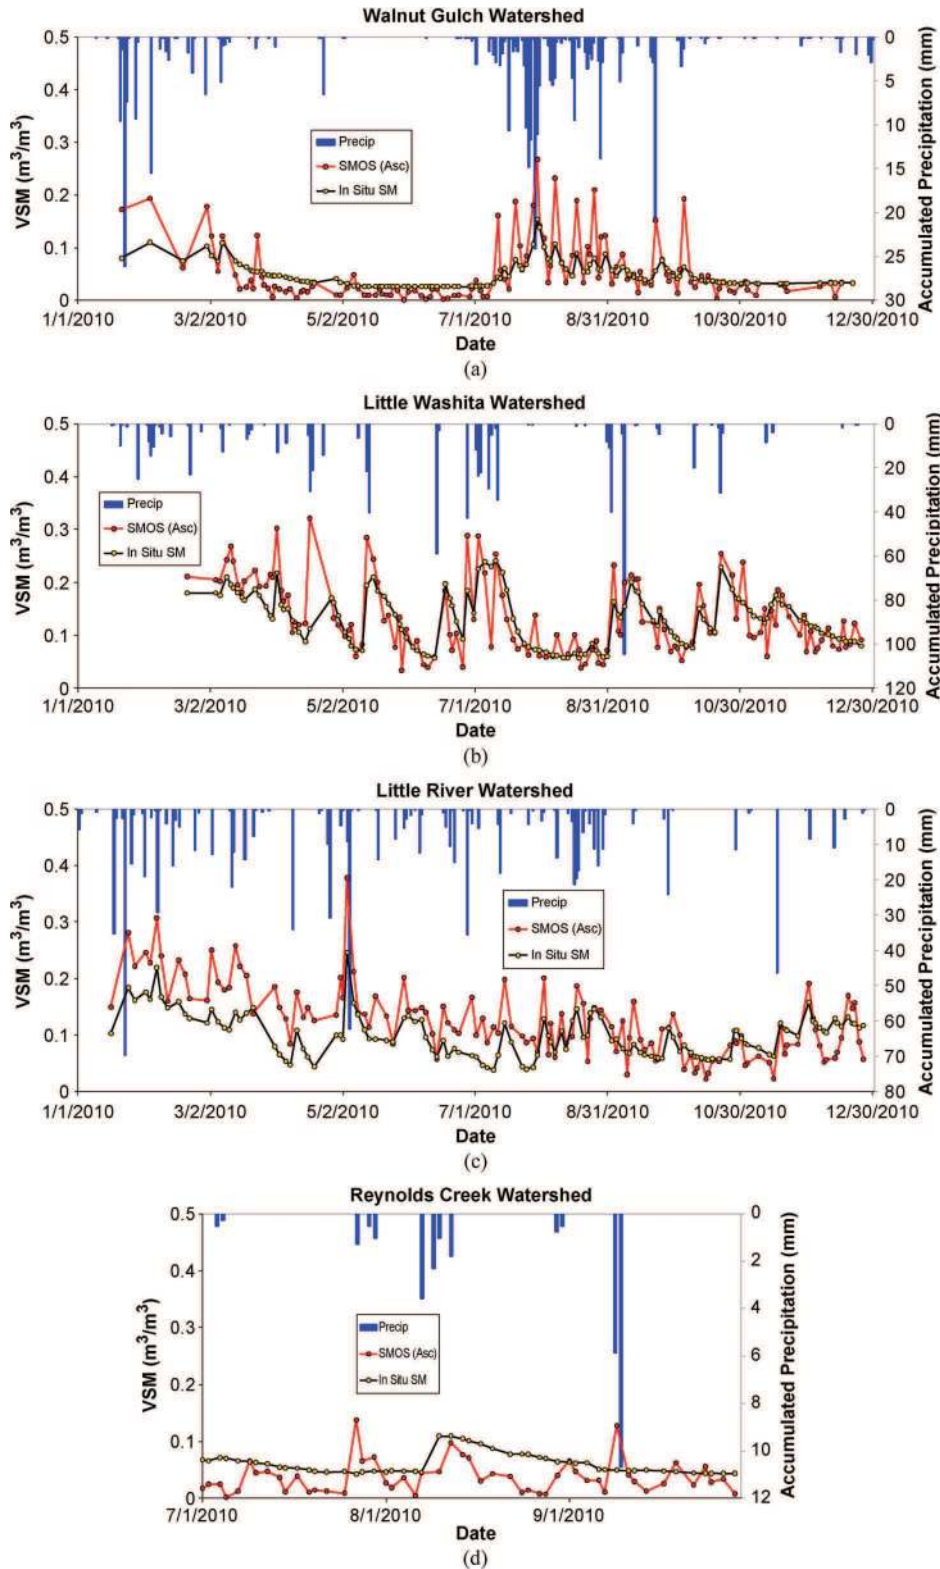 Walnut Gulch Watershed
0.5
0.4
0.3
0.2
0.1
0
VSM (m³/m³)
Precip
SMOS (Asc)
In Situ SM
0
5
10
15
20
25
30
Accumulated Precipitation (mm)
1/1/2010 3/2/2010 5/2/2010 7/1/2010 8/31/2010 10/30/2010 12/30/2010
Date
(a)
Little Washita Watershed
0.5
0.4
0.3
0.2
0.1
0
VSM (m³/m³)
Precip
SMOS (Asc)
In Situ SM
0
20
40
60
80
100
120
Accumulated Precipitation (mm)
1/1/2010 3/2/2010 5/2/2010 7/1/2010 8/31/2010 10/30/2010 12/30/2010
Date
(b)
Little River Watershed
0.5
0.4
0.3
0.2
0.1
0
VSM (m³/m³)
Precip
SMOS (Asc)
In Situ SM
0
10
20
30
40
50
60
70
80
Accumulated Precipitation (mm)
1/1/2010 3/2/2010 5/2/2010 7/1/2010 8/31/2010 10/30/2010 12/30/2010
Date
(c)
Reynolds Creek Watershed
0.5
0.4
0.3
0.2
0.1
0
VSM (m³/m³)
Precip
SMOS (Asc)
In Situ SM
0
2
4
6
8
10
12
Accumulated Precipitation (mm)
7/1/2010 8/1/2010 9/1/2010
Date
(d)